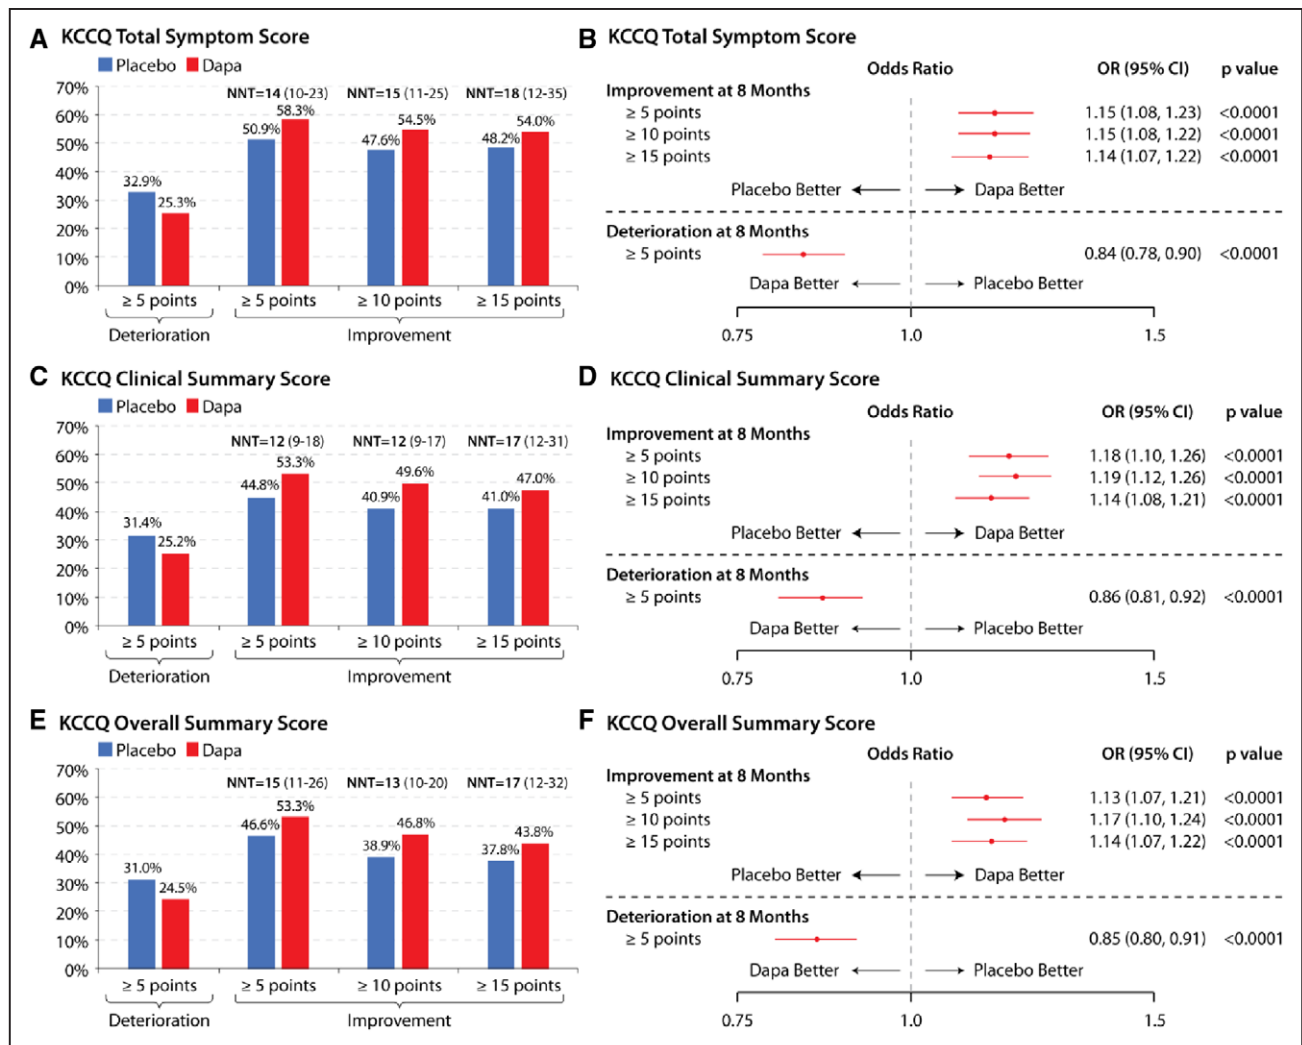 A KCCQ Total Symptom Score
Placebo Dapa
70%
60%
50%
40%
30%
20%
10%
0%
NNT=14 (10-23) NNT=15 (11-25) NNT=18 (12-35)
32.9% 25.3%
50.9% 58.3%
47.6% 54.5%
48.2% 54.0%
≥ 5 points ≥ 5 points ≥ 10 points ≥ 15 points
Deterioration Improvement
B KCCQ Total Symptom Score
Odds Ratio OR (95% CI) p value
Improvement at 8 Months
≥ 5 points 1.15 (1.08, 1.23) <0.0001
≥ 10 points 1.15 (1.08, 1.22) <0.0001
≥ 15 points 1.14 (1.07, 1.22) <0.0001
Placebo Better Dapa Better
Deterioration at 8 Months
≥ 5 points 0.84 (0.78, 0.90) <0.0001
Dapa Better Placebo Better
0.75 1.0 1.5
C KCCQ Clinical Summary Score
Placebo Dapa
70%
60%
50%
40%
30%
20%
10%
0%
NNT=12 (9-18) NNT=12 (9-17) NNT=17 (12-31)
31.4% 25.2%
44.8% 53.3%
40.9% 49.6%
41.0% 47.0%
≥ 5 points ≥ 5 points ≥ 10 points ≥ 15 points
Deterioration Improvement
D KCCQ Clinical Summary Score
Odds Ratio OR (95% CI) p value
Improvement at 8 Months
≥ 5 points 1.18 (1.10, 1.26) <0.0001
≥ 10 points 1.19 (1.12, 1.26) <0.0001
≥ 15 points 1.14 (1.08, 1.21) <0.0001
Placebo Better Dapa Better
Deterioration at 8 Months
≥ 5 points 0.86 (0.81, 0.92) <0.0001
Dapa Better Placebo Better
0.75 1.0 1.5
E KCCQ Overall Summary Score
Placebo Dapa
70%
60%
50%
40%
30%
20%
10%
0%
NNT=15 (11-26) NNT=13 (10-20) NNT=17 (12-32)
31.0% 24.5%
46.6% 53.3%
38.9% 46.8%
37.8% 43.8%
≥ 5 points ≥ 5 points ≥ 10 points ≥ 15 points
Deterioration Improvement
F KCCQ Overall Summary Score
Odds Ratio OR (95% CI) p value
Improvement at 8 Months
≥ 5 points 1.13 (1.07, 1.21) <0.0001
≥ 10 points 1.17 (1.10, 1.24) <0.0001
≥ 15 points 1.14 (1.07, 1.22) <0.0001
Placebo Better Dapa Better
Deterioration at 8 Months
≥ 5 points 0.85 (0.80, 0.91) <0.0001
Dapa Better Placebo Better
0.75 1.0 1.5